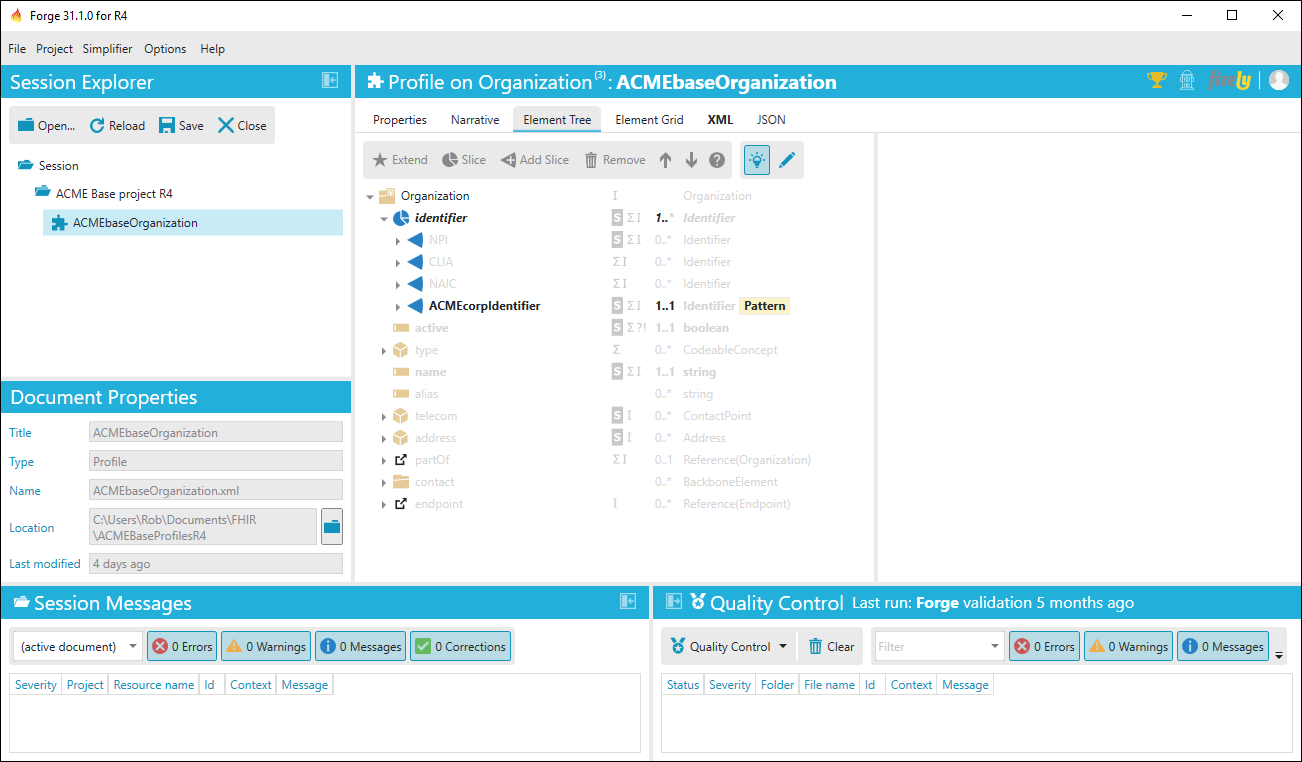 Forge 31.1.0 for R4
File Project Simplifier Options Help
Session Explorer
Open... Reload Save Close
Session
ACME Base project R4
ACMEbaseOrganization
Document Properties
Title ACMEbaseOrganization
Type Profile
Name ACMEbaseOrganization.xml
Location C:\Users\Rob\Documents\FHIR
\ACMEBaseProfilesR4
Last modified 4 days ago
Profile on Organization(3): ACMEbaseOrganization firely
Properties Narrative Element Tree Element Grid XML JSON
Extend Slice Add Slice Remove ?
Organization I Organization
identifier S Σ I 1..* Identifier
NPI S Σ I 0..* Identifier
CLIA Σ I 0..* Identifier
NAIC Σ I 0..* Identifier
ACMEcorpIdentifier S Σ I 1..1 Identifier Pattern
active S Σ ?! 1..1 boolean
type Σ 0..* CodeableConcept
name S Σ I 1..1 string
alias 0..* string
telecom S I 0..* ContactPoint
address S I 0..* Address
partOf Σ I 0..1 Reference(Organization)
contact 0..* BackboneElement
endpoint I 0..* Reference(Endpoint)
Session Messages
(active document) 0 Errors 0 Warnings 0 Messages 0 Corrections
Severity Project Resource name Id Context Message
Quality Control Last run: Forge validation 5 months ago
Quality Control Clear Filter 0 Errors 0 Warnings 0 Messages
Status Severity Folder File name Id Context Message